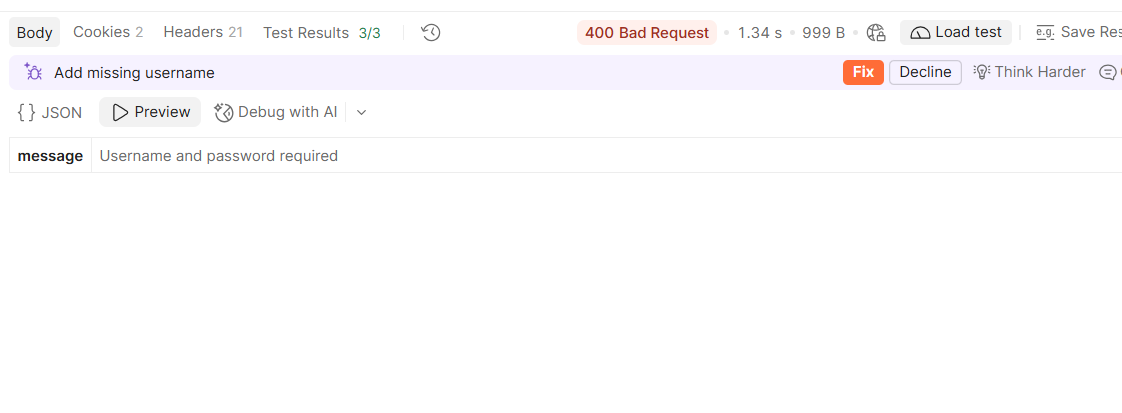 Body Cookies 2 Headers 21 Test Results 3/3 400 Bad Request 1.34 s 999 B Load test e.g. Save Res
Add missing username Fix Decline Think Harder
{} JSON Preview Debug with AI
message Username and password required